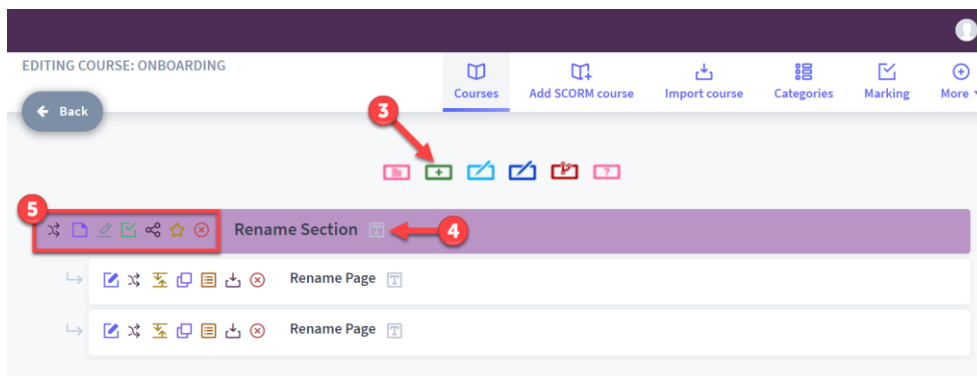 EDITING COURSE: ONBOARDING
Back
Courses
Add SCORM course
Import course
Categories
Marking
More
3
5
Rename Section
4
Rename Page
Rename Page